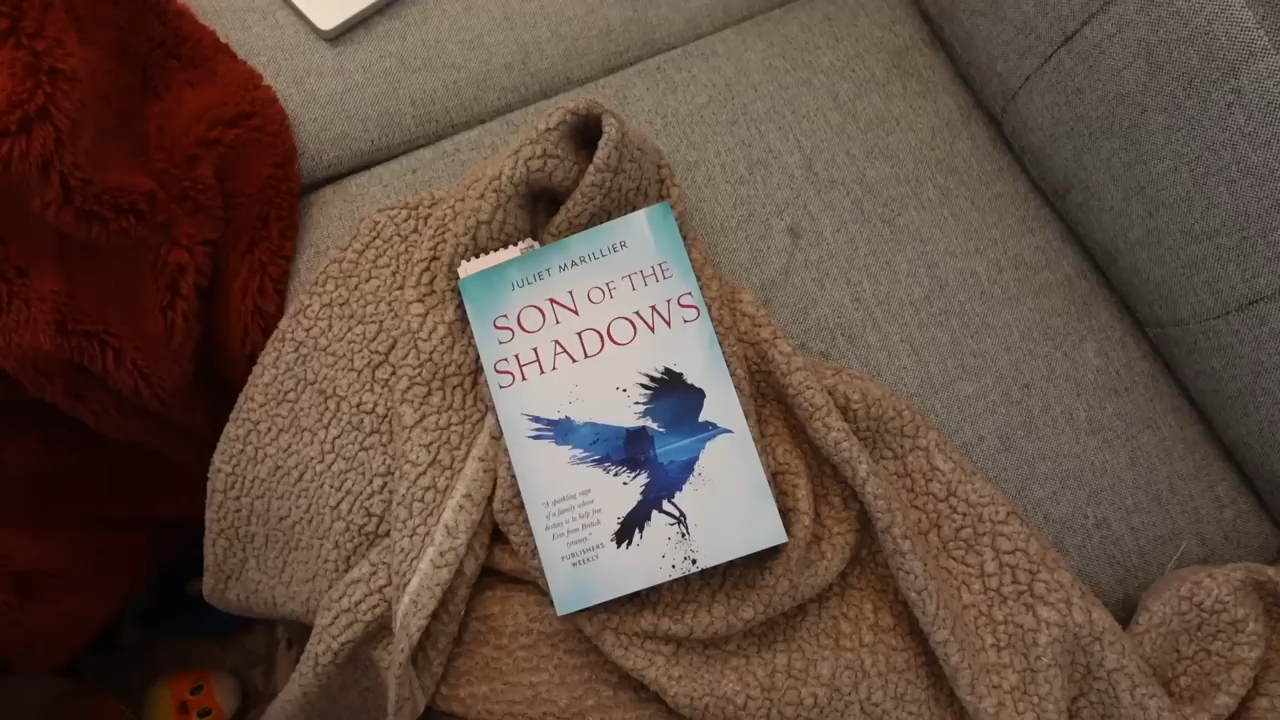 JULIET MARILLIER
SON OF THE
SHADOWS
"A sparkling saga
of a family whose
destiny is to help free
Erin from British
tyranny."
PUBLISHERS
WEEKLY